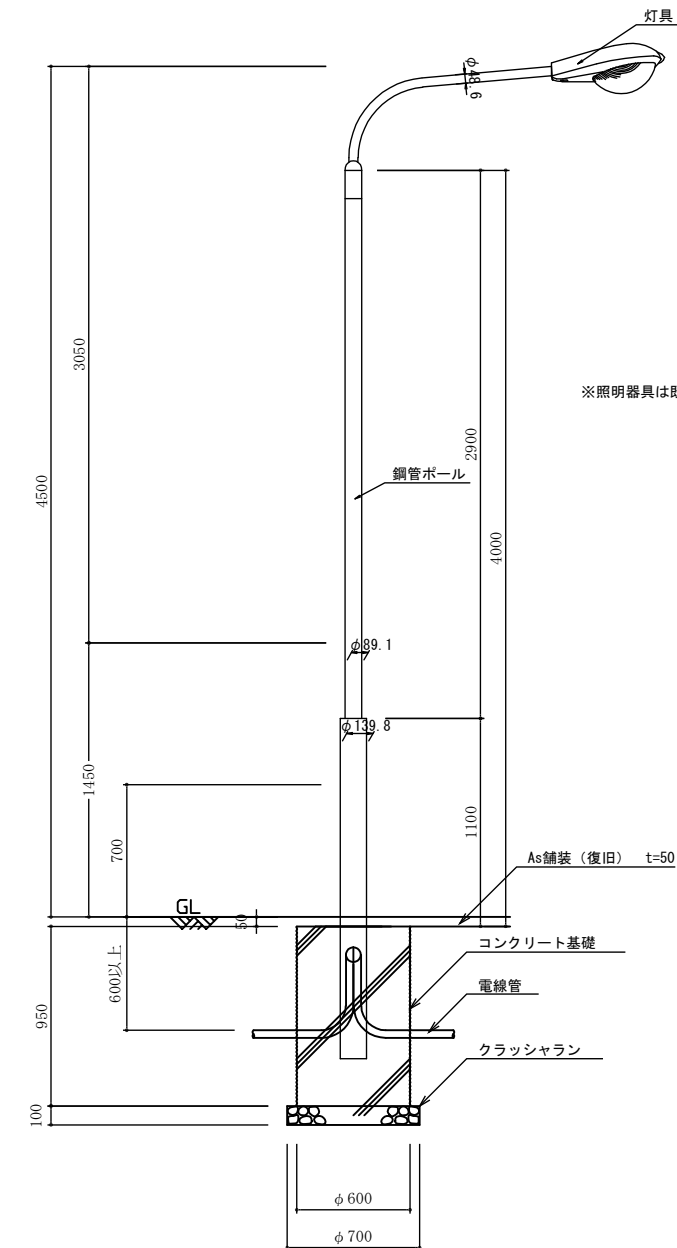 灯具
φ48.6
3050
4500
※照明器具は既
2900
鋼管ポール
4000
φ89.1
φ139.8
1450
700
1100
As舗装（復旧） t=50
GL
50
コンクリート基礎
600以上
電線管
950
クラッシャラン
100
φ600
φ700